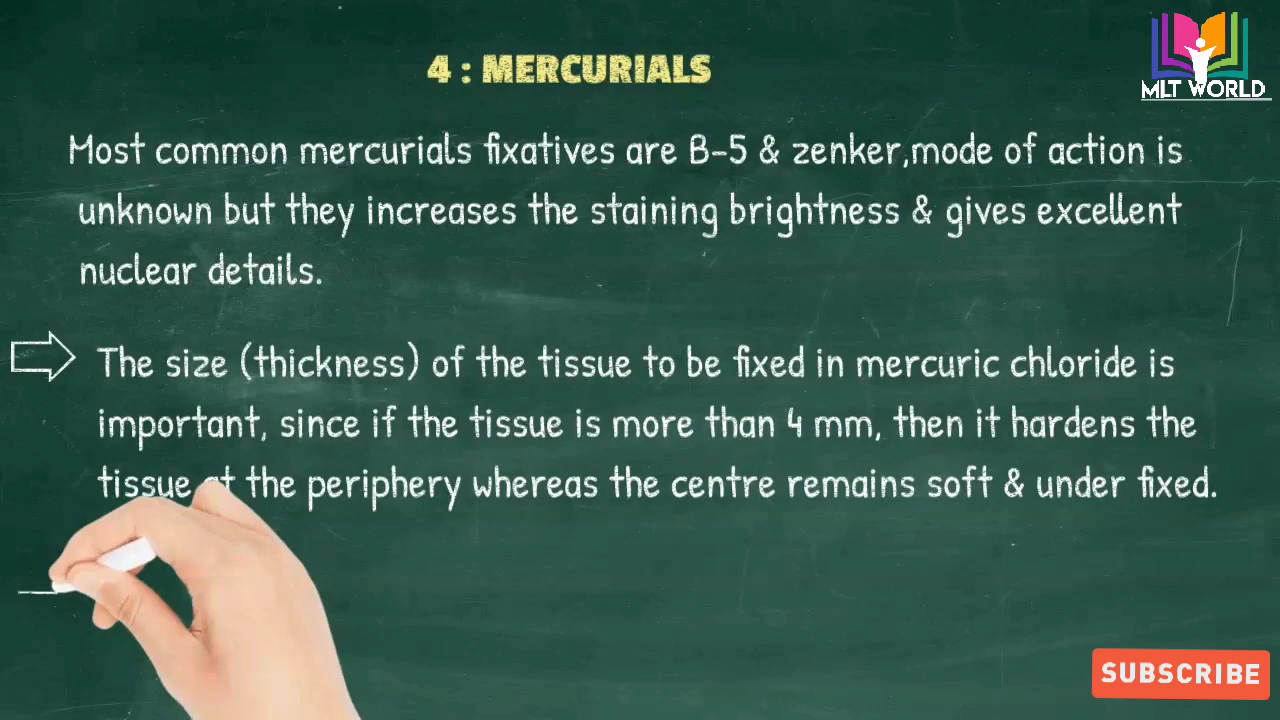 4 : MERCURIALS
MLT WORLD
Most common mercurials fixatives are B-5 & zenker,mode of action is
unknown but they increases the staining brightness & gives excellent
nuclear details.
The size (thickness) of the tissue to be fixed in mercuric chloride is
important, since if the tissue is more than 4 mm, then it hardens the
tissue at the periphery whereas the centre remains soft & under fixed.
SUBSCRIBE